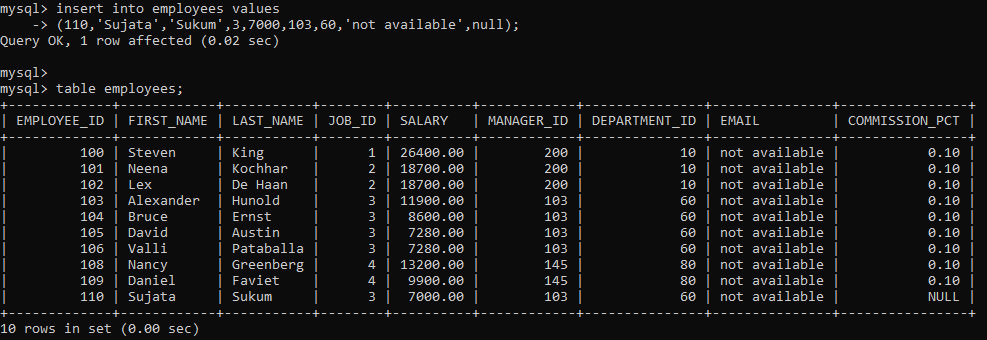 mysql> insert into employees values
    -> (110,'Sujata','Sukum',3,7000,103,60,'not available',null);
Query OK, 1 row affected (0.02 sec)
mysql>
mysql> table employees;
+-------------+------------+-----------+--------+----------+------------+---------------+---------------+----------------+
| EMPLOYEE_ID | FIRST_NAME | LAST_NAME | JOB_ID | SALARY   | MANAGER_ID | DEPARTMENT_ID | EMAIL         | COMMISSION_PCT |
+-------------+------------+-----------+--------+----------+------------+---------------+---------------+----------------+
|         100 | Steven     | King      |      1 | 26400.00 |        200 |            10 | not available |           0.10 |
|         101 | Neena      | Kochhar   |      2 | 18700.00 |        200 |            10 | not available |           0.10 |
|         102 | Lex        | De Haan   |      2 | 18700.00 |        200 |            10 | not available |           0.10 |
|         103 | Alexander  | Hunold    |      3 | 11900.00 |        103 |            60 | not available |           0.10 |
|         104 | Bruce      | Ernst     |      3 |  8600.00 |        103 |            60 | not available |           0.10 |
|         105 | David      | Austin    |      3 |  7280.00 |        103 |            60 | not available |           0.10 |
|         106 | Valli      | Pataballa |      3 |  7280.00 |        103 |            60 | not available |           0.10 |
|         108 | Nancy      | Greenberg |      4 | 13200.00 |        145 |            80 | not available |           0.10 |
|         109 | Daniel     | Faviet    |      4 |  9900.00 |        145 |            80 | not available |           0.10 |
|         110 | Sujata     | Sukum     |      3 |  7000.00 |        103 |            60 | not available |           NULL |
+-------------+------------+-----------+--------+----------+------------+---------------+---------------+----------------+
10 rows in set (0.00 sec)